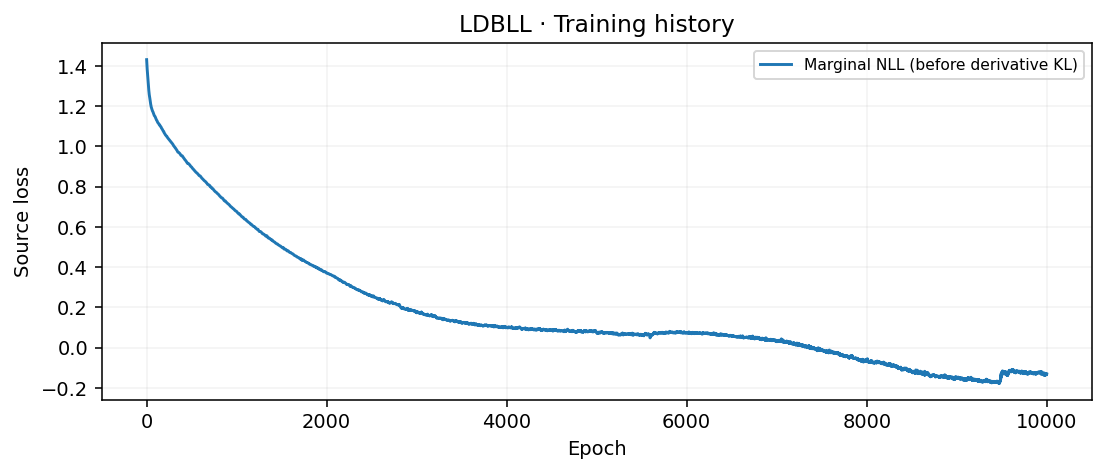 LDBLL · Training history
Marginal NLL (before derivative KL)
Source loss
1.4
1.2
1.0
0.8
0.6
0.4
0.2
0.0
−0.2
0 2000 4000 6000 8000 10000
Epoch